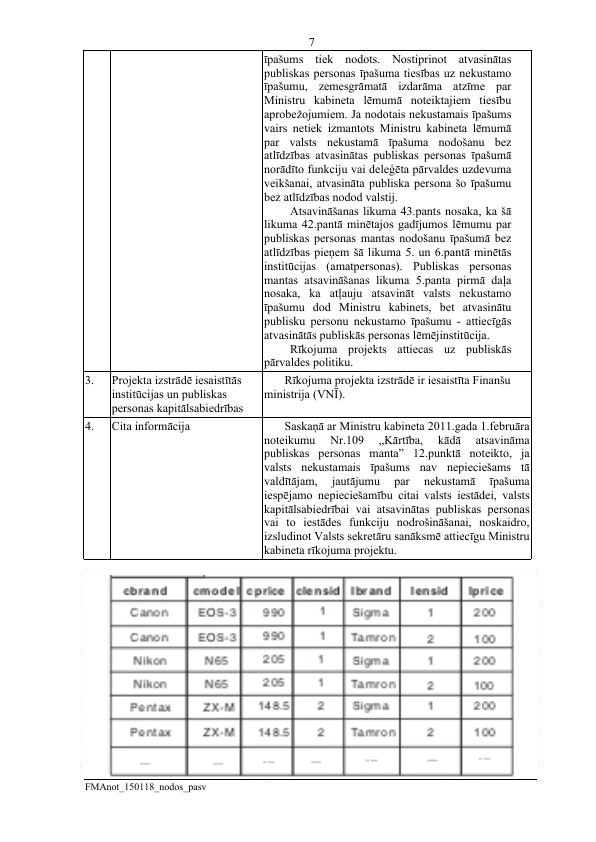 7
īpašums tiek nodots. Nostiprinot atvasinātas
publiskas personas īpašuma tiesības uz nekustamo
īpašumu, zemesgrāmatā izdarāma atzīme par
Ministru kabineta lēmumā noteiktajiem tiesību
aprobežojumiem. Ja nodotais nekustamais īpašums
vairs netiek izmantots Ministru kabineta lēmumā
par valsts nekustamā īpašuma nodošanu bez
atlīdzības atvasinātas publiskas personas īpašumā
norādīto funkciju vai deleģēta pārvaldes uzdevuma
veikšanai, atvasināta publiska persona šo īpašumu
bez atlīdzības nodod valstij.
Atsavināšanas likuma 43.pants nosaka, ka šā
likuma 42.pantā minētajos gadījumos lēmumu par
publiskas personas mantas nodošanu īpašumā bez
atlīdzības pieņem šā likuma 5. un 6.pantā minētās
institūcijas (amatpersonas). Publiskas personas
mantas atsavināšanas likuma 5.panta pirmā daļa
nosaka, ka atļauju atsavināt valsts nekustamo
īpašumu dod Ministru kabinets, bet atvasinātu
publisku personu nekustamo īpašumu - attiecīgās
atvasinātās publiskās personas lēmējinstitūcija.
Rīkojuma projekts attiecas uz publiskās
pārvaldes politiku.
3. Projekta izstrādē iesaistītās Rīkojuma projekta izstrādē ir iesaistīta Finanšu
institūcijas un publiskas ministrija (VNĪ).
personas kapitālsabiedrības
4. Cita informācija Saskaņā ar Ministru kabineta 2011.gada 1.februāra
noteikumu Nr.109 „Kārtība, kādā atsavināma
publiskas personas manta” 12.punktā noteikto, ja
valsts nekustamais īpašums nav nepieciešams tā
valdītājam, jautājumu par nekustamā īpašuma
iespējamo nepieciešamību citai valsts iestādei, valsts
kapitālsabiedrībai vai atvasinātas publiskas personas
vai to iestādes funkciju nodrošināšanai, noskaidro,
izsludinot Valsts sekretāru sanāksmē attiecīgu Ministru
kabineta rīkojuma projektu.
cbrand cmodel cprice clensid lbrand lensid lprice
Canon EOS-3 990 1 Sigma 1 200
Canon EOS-3 990 1 Tamron 2 100
Nikon N65 205 1 Sigma 1 200
Nikon N65 205 1 Tamron 2 100
Pentax ZX-M 148.5 2 Sigma 1 200
Pentax ZX-M 148.5 2 Tamron 2 100
... ... ... ... ... ... ...
FMAnot_150118_nodos_pasv